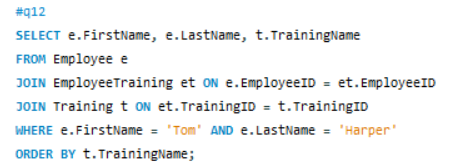 #q12
SELECT e.FirstName, e.LastName, t.TrainingName
FROM Employee e
JOIN EmployeeTraining et ON e.EmployeeID = et.EmployeeID
JOIN Training t ON et.TrainingID = t.TrainingID
WHERE e.FirstName = 'Tom' AND e.LastName = 'Harper'
ORDER BY t.TrainingName;